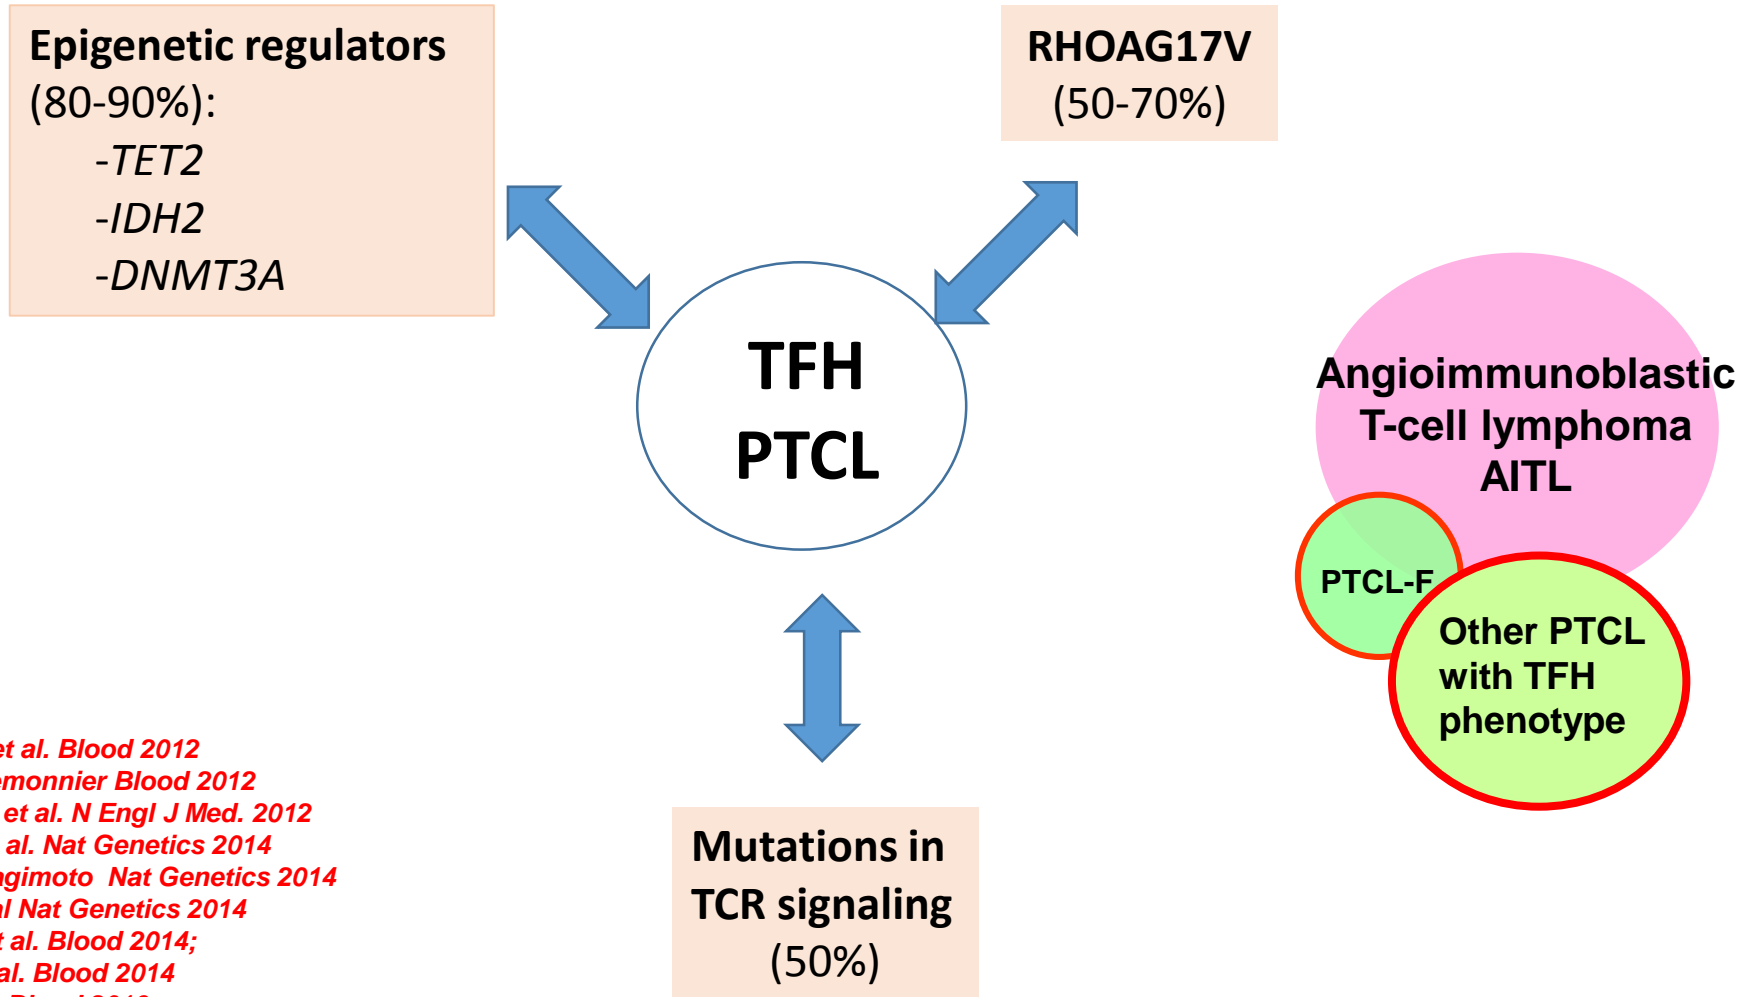 Epigenetic regulators
(80-90%):
-TET2
-IDH2
-DNMT3A
RHOAG17V
(50-70%)
TFH
PTCL
Angioimmunoblastic
T-cell lymphoma
AITL
PTCL-F
Other PTCL
with TFH
phenotype
Mutations in
TCR signaling
(50%)
et al. Blood 2012
emonnier Blood 2012
et al. N Engl J Med. 2012
al. Nat Genetics 2014
agimoto Nat Genetics 2014
al Nat Genetics 2014
t al. Blood 2014;
al. Blood 2014